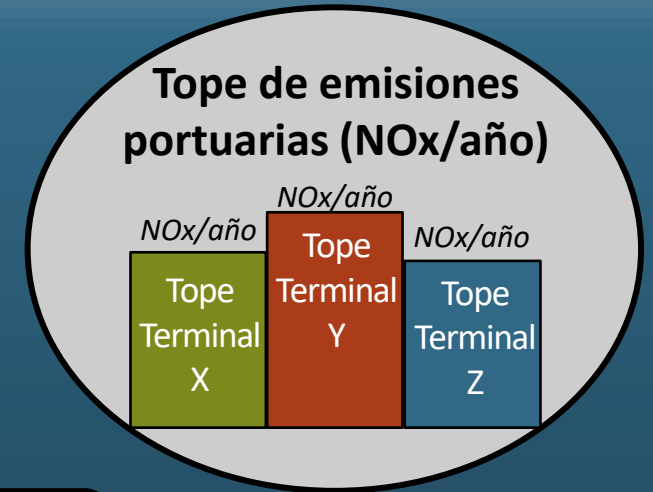 Tope de emisiones
portuarias (NOx/año)
NOx/año
Tope
Terminal
X
NOx/año
Tope
Terminal
Y
NOx/año
Tope
Terminal
Z